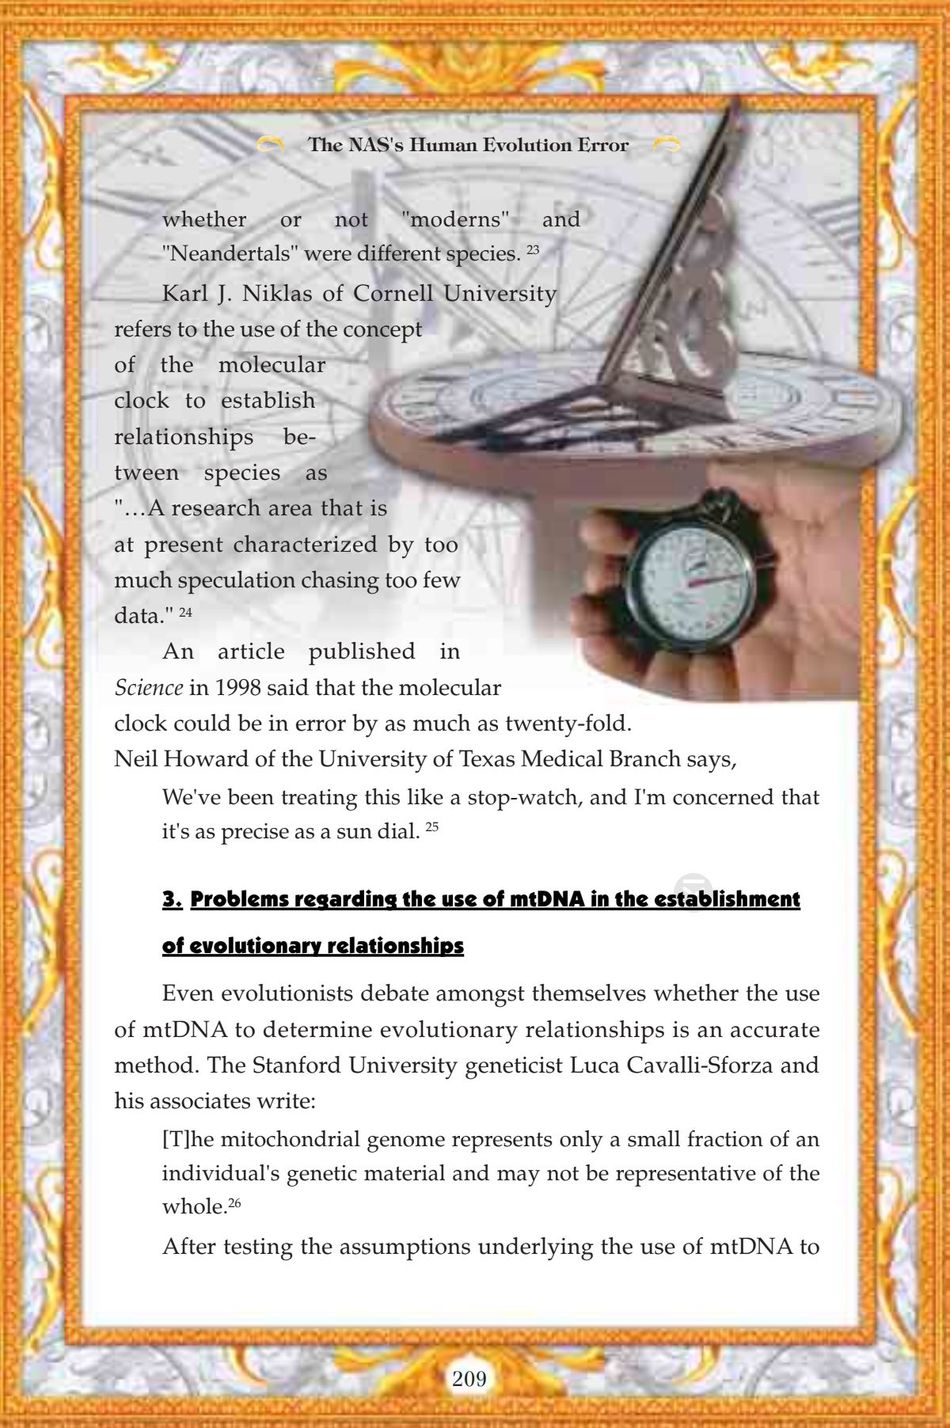 The NAS's Human Evolution Error
whether or not "moderns" and
"Neandertals" were different species. 23
Karl J. Niklas of Cornell University
refers to the use of the concept
of the molecular
clock to establish
relationships be-
tween species as
"…A research area that is
at present characterized by too
much speculation chasing too few
data." 24
An article published in
Science in 1998 said that the molecular
clock could be in error by as much as twenty-fold.
Neil Howard of the University of Texas Medical Branch says,
We've been treating this like a stop-watch, and I'm concerned that
it's as precise as a sun dial. 25
3. Problems regarding the use of mtDNA in the establishment
of evolutionary relationships
Even evolutionists debate amongst themselves whether the use
of mtDNA to determine evolutionary relationships is an accurate
method. The Stanford University geneticist Luca Cavalli-Sforza and
his associates write:
[T]he mitochondrial genome represents only a small fraction of an
individual's genetic material and may not be representative of the
whole.26
After testing the assumptions underlying the use of mtDNA to
209